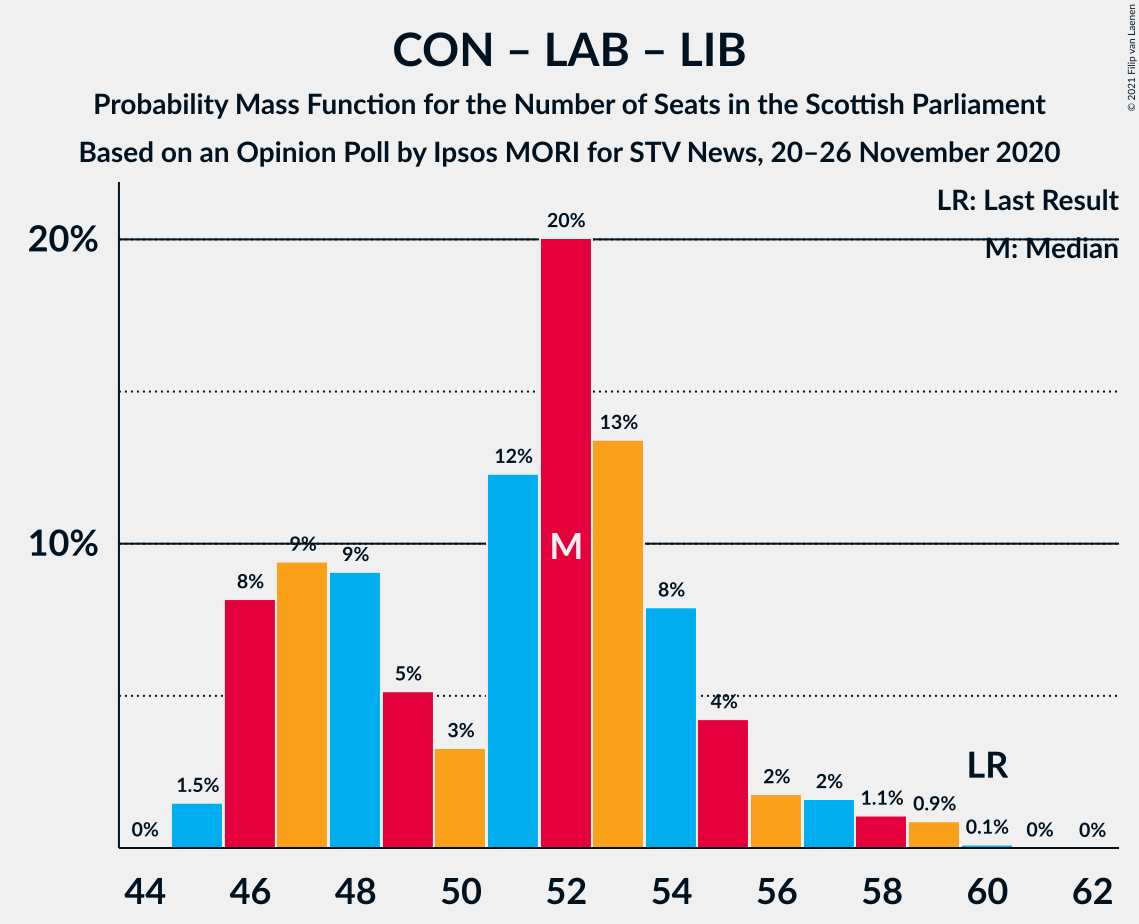 CON – LAB – LIB
Probability Mass Function for the Number of Seats in the Scottish Parliament
Based on an Opinion Poll by Ipsos MORI for STV News, 20–26 November 2020
© 2021 Filip van Laenen
LR: Last Result
M: Median
20%
10%
0%
1.5%
8%
9%
9%
5%
3%
12%
20%
M
13%
8%
4%
2%
2%
1.1%
0.9%
LR
0.1%
0%
0%
44 46 48 50 52 54 56 58 60 62